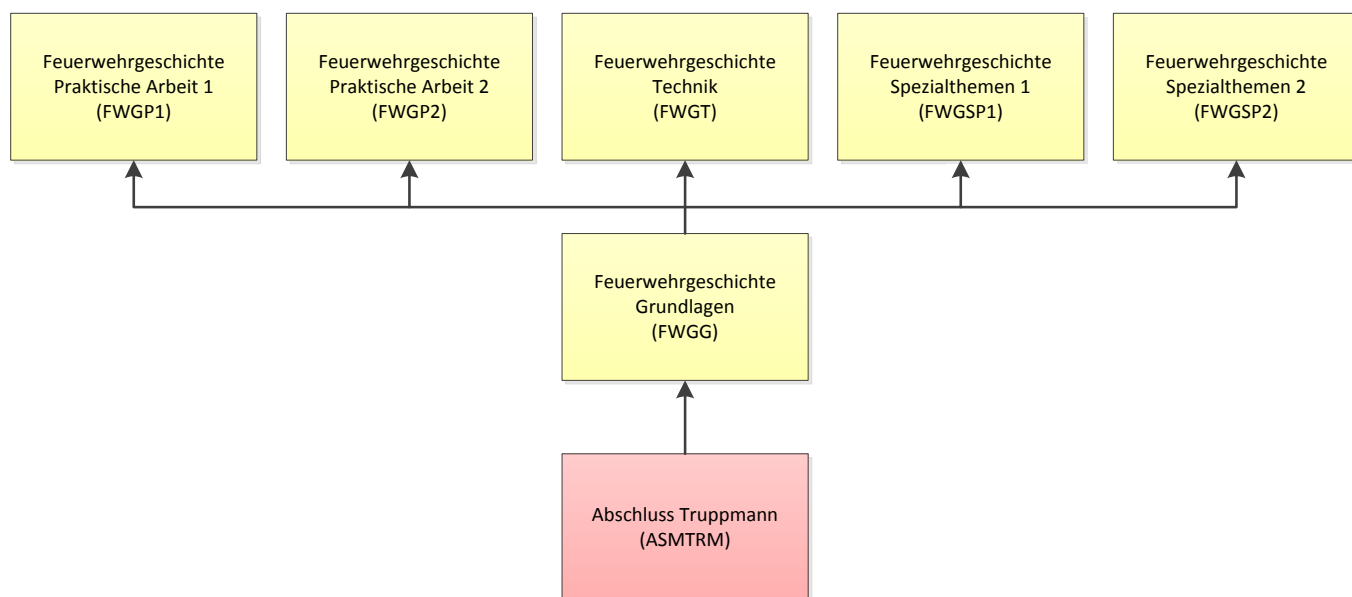 Feuerwehrgeschichte
Praktische Arbeit 1
(FWGP1)
Feuerwehrgeschichte
Praktische Arbeit 2
(FWGP2)
Feuerwehrgeschichte
Technik
(FWGT)
Feuerwehrgeschichte
Spezialthemen 1
(FWGSP1)
Feuerwehrgeschichte
Spezialthemen 2
(FWGSP2)
Feuerwehrgeschichte
Grundlagen
(FWGG)
Abschluss Truppmann
(ASMTRM)